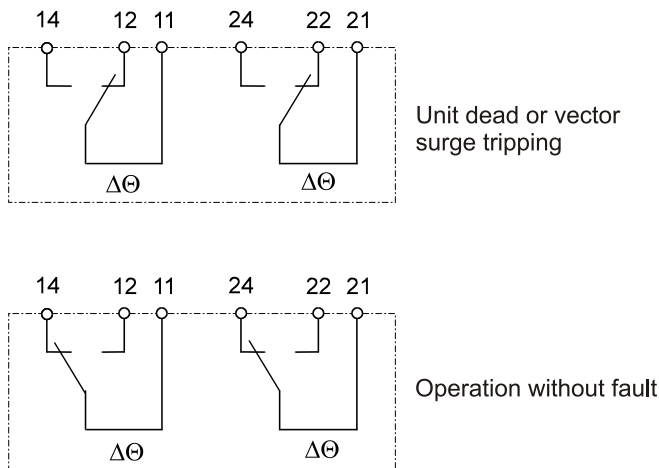 14 12 11 24 22 21
Unit dead or vector
surge tripping
ΔΘ ΔΘ
14 12 11 24 22 21
Operation without fault
ΔΘ ΔΘ